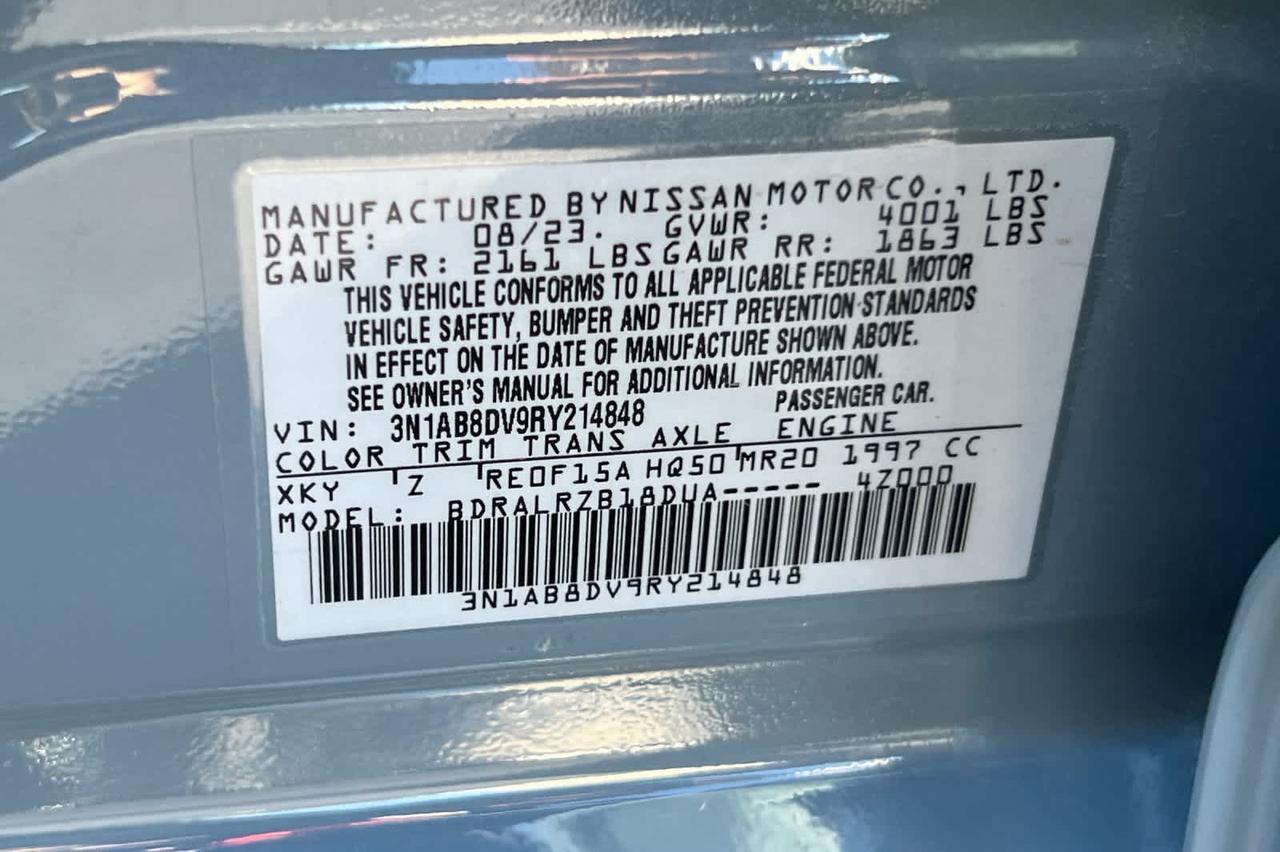 MANUFACTURED BY NISSAN MOTOR CO., LTD.
DATE: 08/23. GVWR: 4001 LBS
GAWR FR: 2161 LBS GAWR RR: 1863 LBS
THIS VEHICLE CONFORMS TO ALL APPLICABLE FEDERAL MOTOR
VEHICLE SAFETY, BUMPER AND THEFT PREVENTION STANDARDS
IN EFFECT ON THE DATE OF MANUFACTURE SHOWN ABOVE.
SEE OWNER'S MANUAL FOR ADDITIONAL INFORMATION.
VIN: 3N1AB8DV9RY214848 PASSENGER CAR.
COLOR TRIM TRANS AXLE ENGINE
XKY Z RE0F15A HQ50 MR20 1997 CC
MODEL: BDRALRZB18DUA----- 4Z000
3N1AB8DV9RY214848